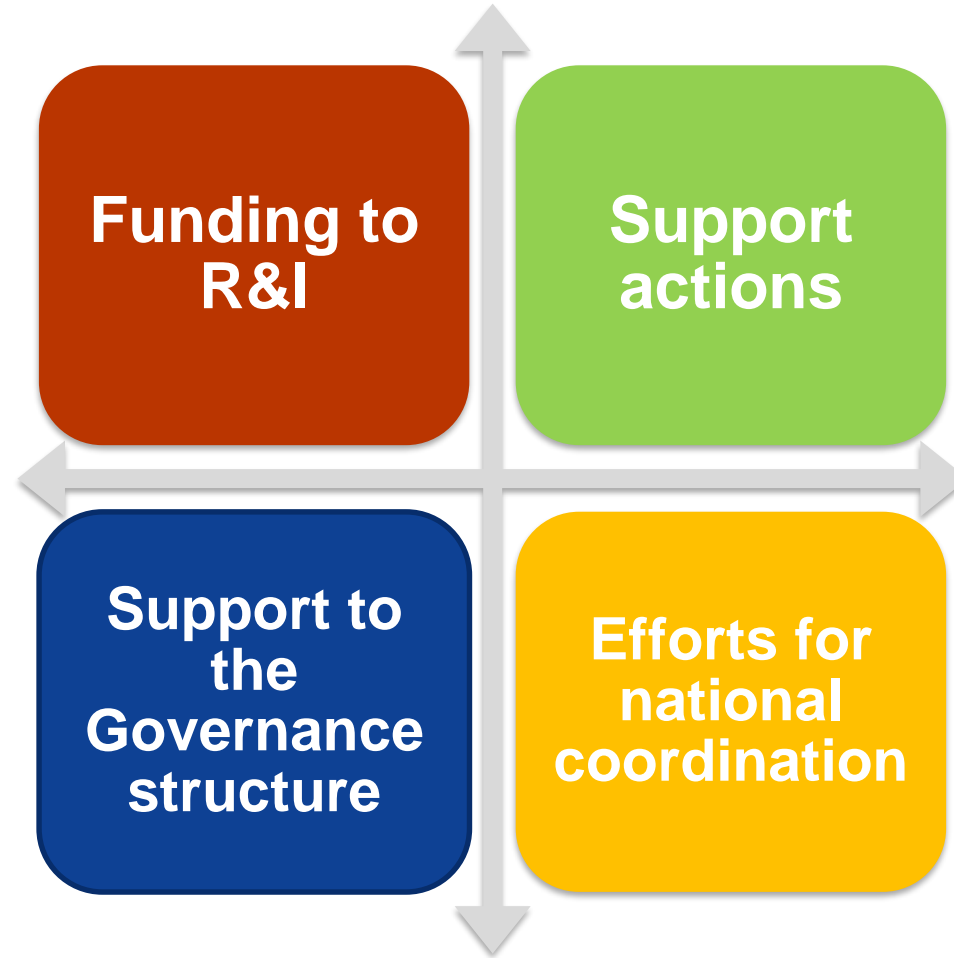 Funding to
R&I
Support
actions
Support to
the
Governance
structure
Efforts for
national
coordination